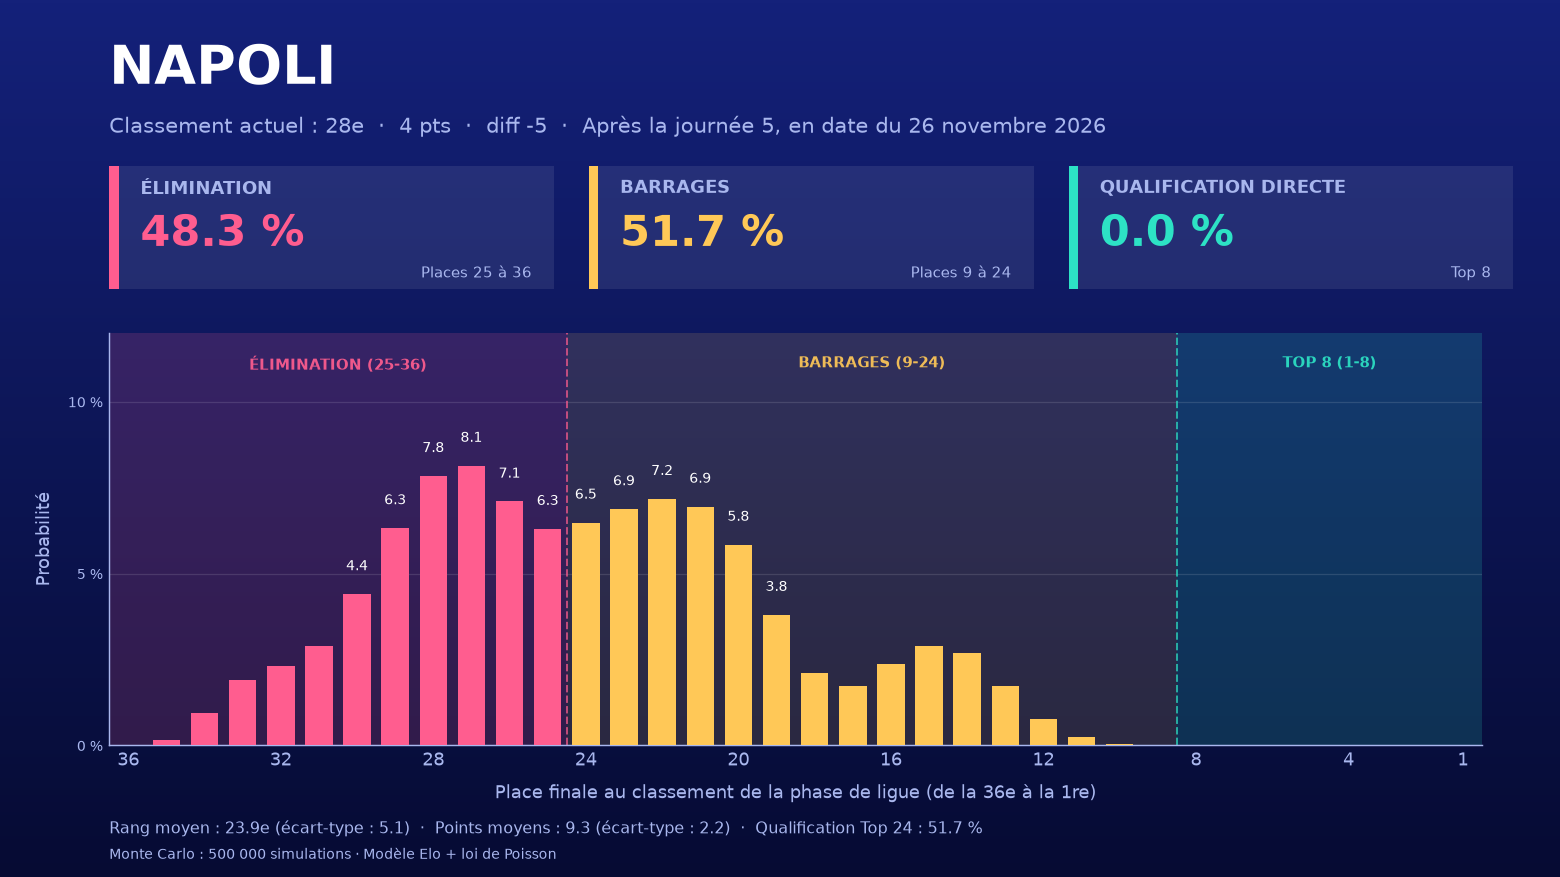 NAPOLI
Classement actuel : 28e · 4 pts · diff -5 · Après la journée 5, en date du 26 novembre 2026
ÉLIMINATION
48.3 %
Places 25 à 36
BARRAGES
51.7 %
Places 9 à 24
QUALIFICATION DIRECTE
0.0 %
Top 8
ÉLIMINATION (25-36)
BARRAGES (9-24)
TOP 8 (1-8)
Probabilité
10 %
5 %
0 %
4.4
6.3
7.8
8.1
7.1
6.3
6.5
6.9
7.2
6.9
5.8
3.8
36 32 28 24 20 16 12 8 4 1
Place finale au classement de la phase de ligue (de la 36e à la 1re)
Rang moyen : 23.9e (écart-type : 5.1) · Points moyens : 9.3 (écart-type : 2.2) · Qualification Top 24 : 51.7 %
Monte Carlo : 500 000 simulations · Modèle Elo + loi de Poisson